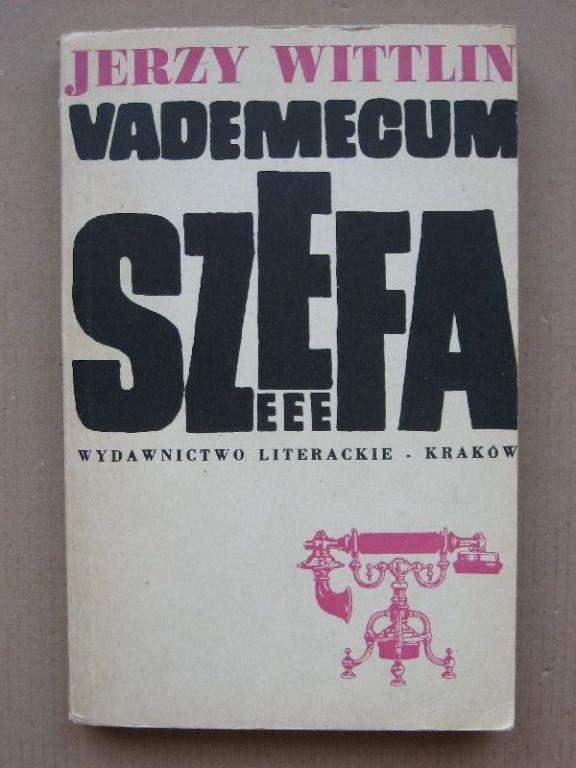 JERZY WITTLIN
VADEMECUM
SZEFA
EEE
WYDAWNICTWO LITERACKIE - KRAKÓW